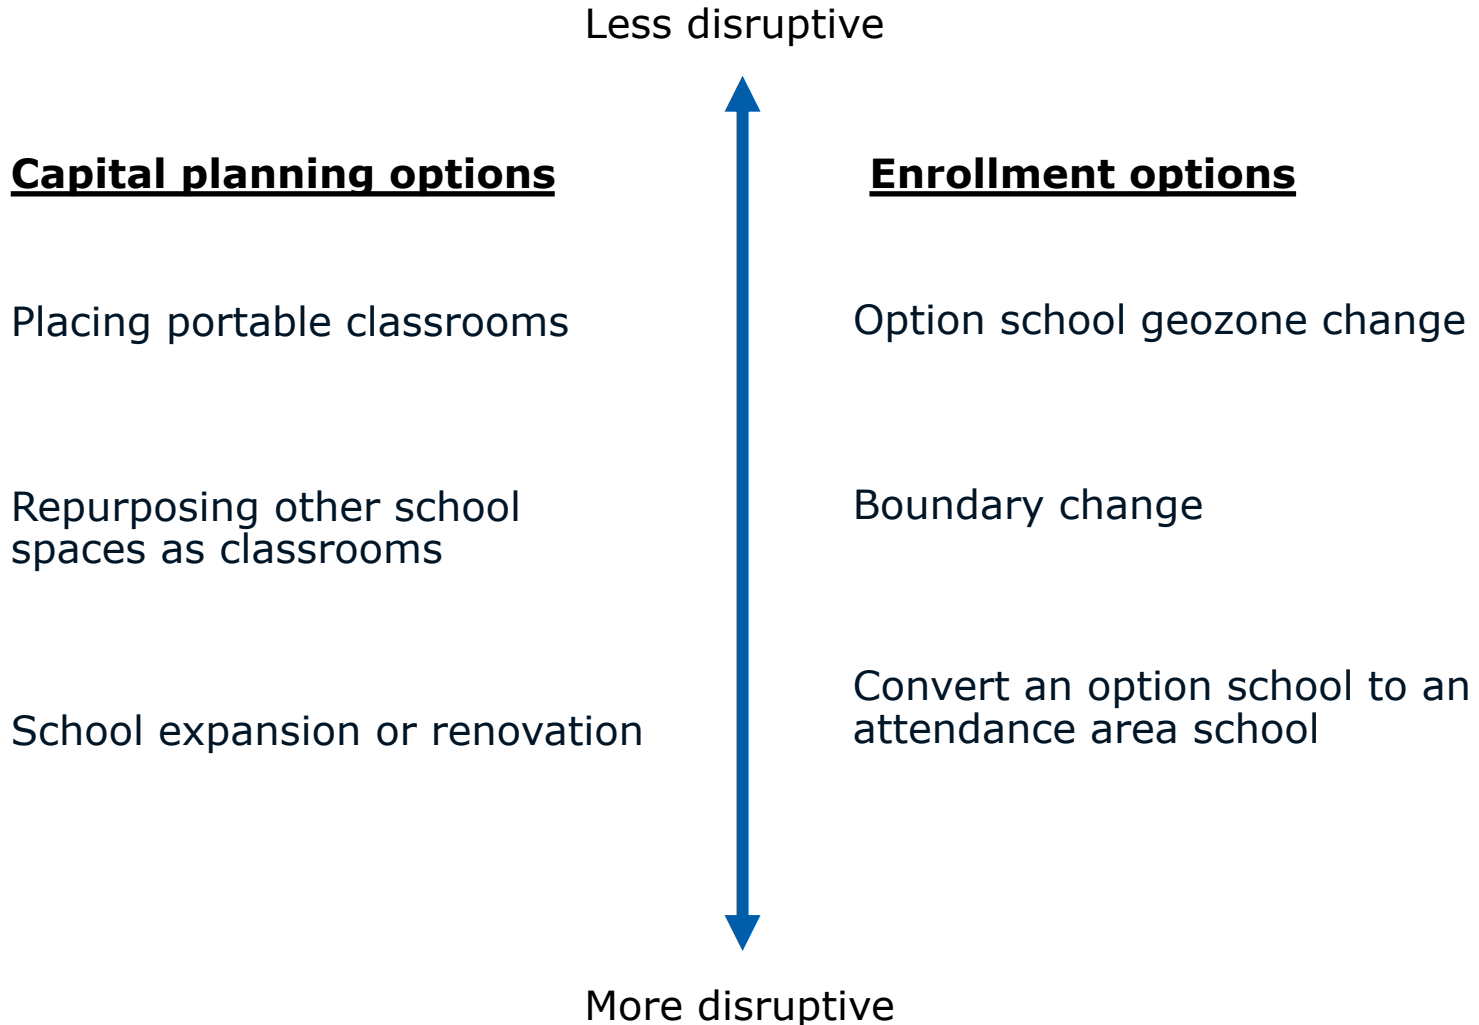 Less disruptive
Capital planning options
Enrollment options
Placing portable classrooms
Option school geozone change
Repurposing other school
spaces as classrooms
Boundary change
School expansion or renovation
Convert an option school to an
attendance area school
More disruptive